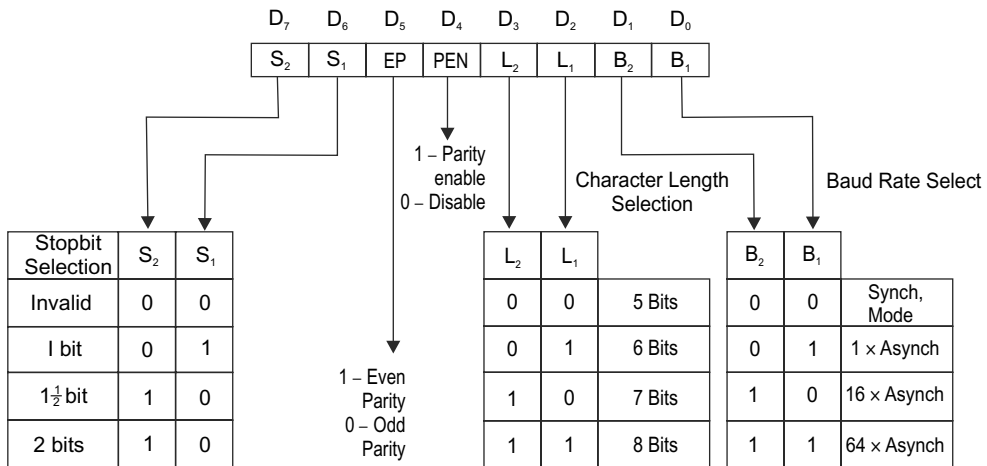 D₇ D₆ D₅ D₄ D₃ D₂ D₁ D₀
S₂ S₁ EP PEN L₂ L₁ B₂ B₁
1 – Parity
enable
0 – Disable
Character Length
Selection
Baud Rate Select
Stopbit
Selection S₂ S₁
Invalid 0 0
I bit 0 1
1½ bit 1 0
2 bits 1 0
1 – Even
Parity
0 – Odd
Parity
L₂ L₁
0 0 5 Bits
0 1 6 Bits
1 0 7 Bits
1 1 8 Bits
B₂ B₁
0 0 Synch,
Mode
0 1 1 × Asynch
1 0 16 × Asynch
1 1 64 × Asynch